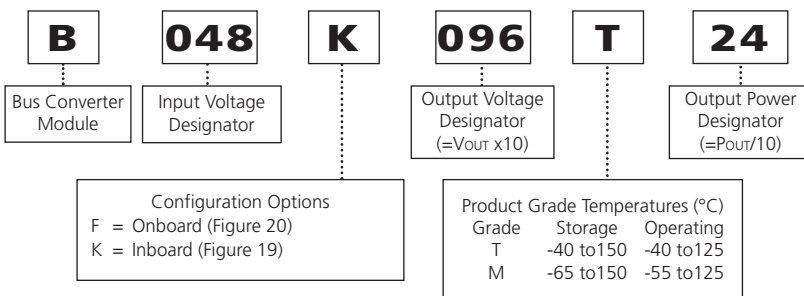 B 048 K 096 T 24
Bus Converter
Module
Input Voltage
Designator
Output Voltage
Designator
(=VOUT x10)
Output Power
Designator
(=POUT/10)
Configuration Options
F = Onboard (Figure 20)
K = Inboard (Figure 19)
Product Grade Temperatures (°C)
Grade Storage Operating
T -40 to150 -40 to125
M -65 to150 -55 to125